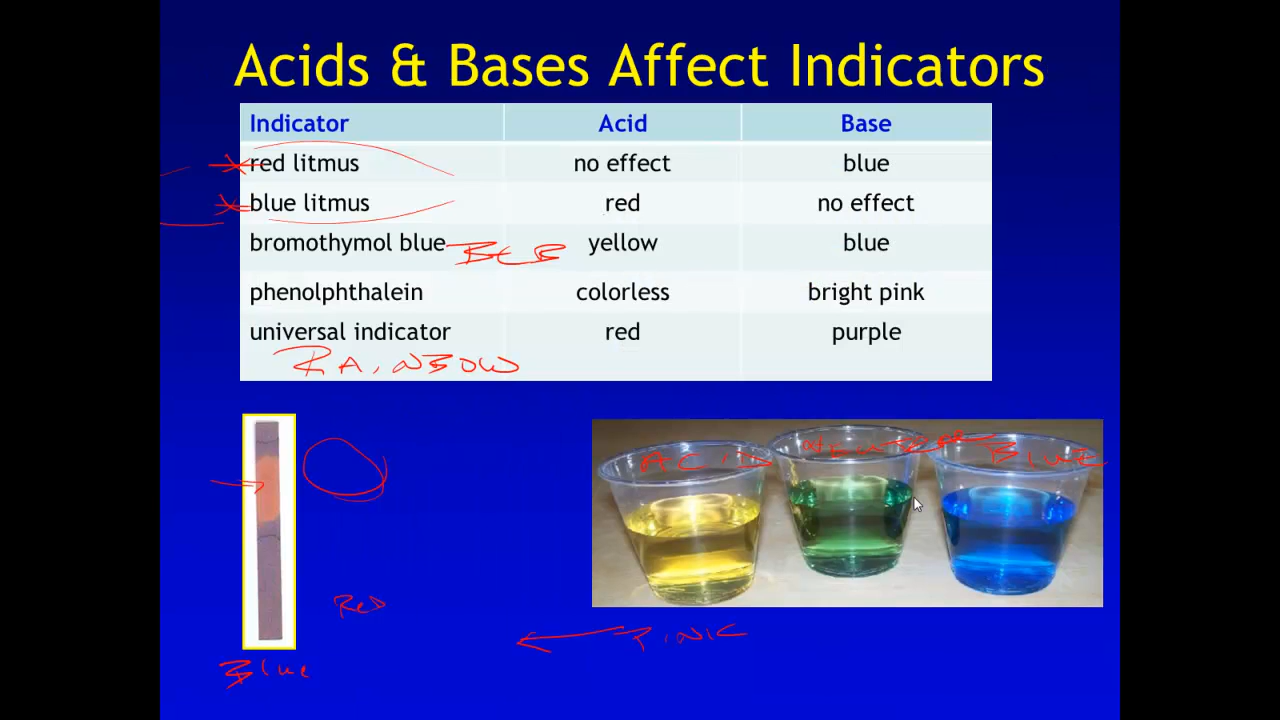 Acids & Bases Affect Indicators
Indicator Acid Base
red litmus no effect blue
blue litmus red no effect
bromothymol blue yellow blue
BtB
phenolphthalein colorless bright pink
universal indicator red purple
RAiNBOW
ACID NEUTRAL BLUE
Red
PiNK
Blue